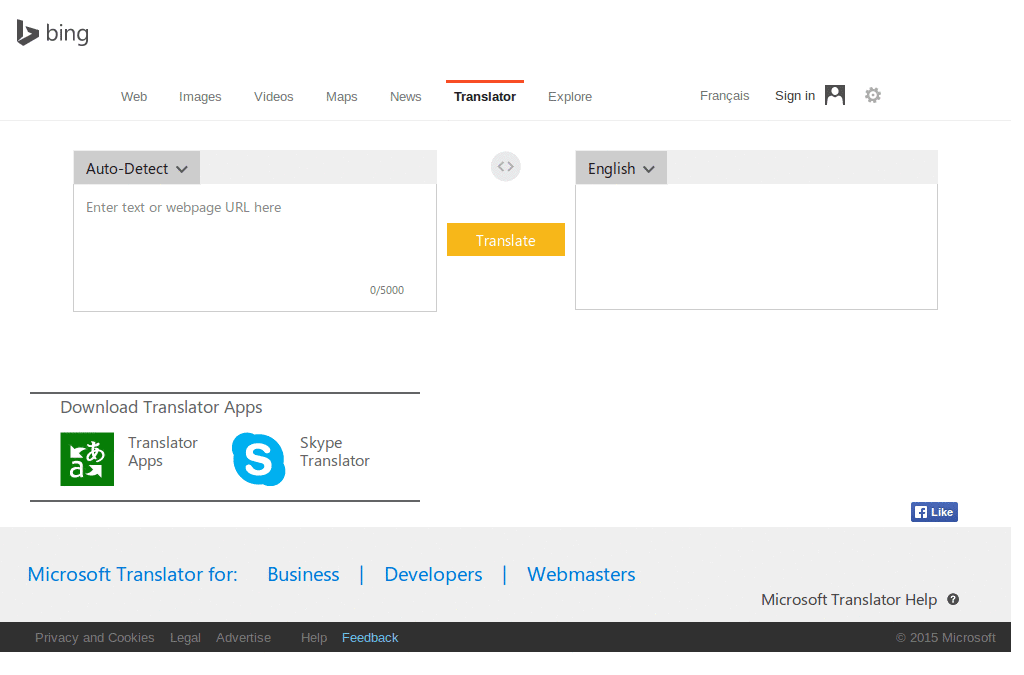 bing
Web Images Videos Maps News Translator Explore Français Sign in
Auto-Detect English
Enter text or webpage URL here
Translate
0/5000
Download Translator Apps
Translator Apps
Skype Translator
Like
Microsoft Translator for: Business | Developers | Webmasters
Microsoft Translator Help ?
Privacy and Cookies Legal Advertise Help Feedback © 2015 Microsoft